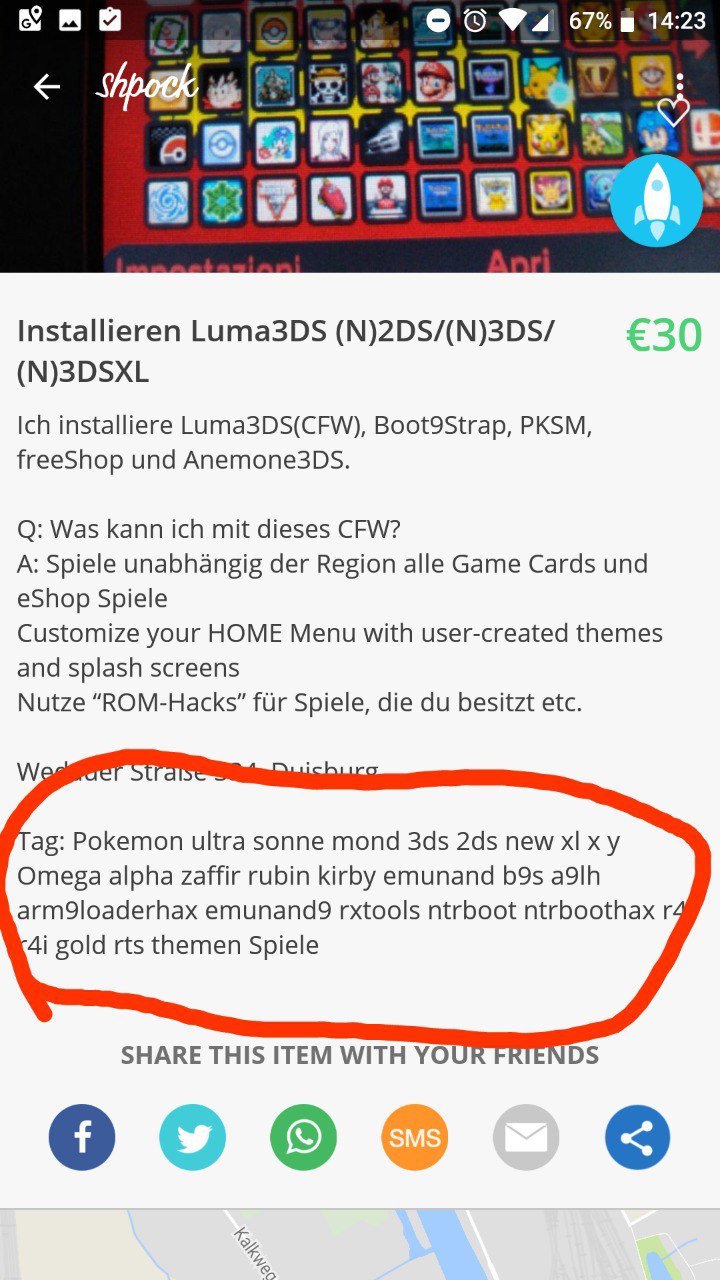 67% 14:23
shpock
Impostazioni Apri
Installieren Luma3DS (N)2DS/(N)3DS/ €30
(N)3DSXL
Ich installiere Luma3DS(CFW), Boot9Strap, PKSM,
freeShop und Anemone3DS.
Q: Was kann ich mit dieses CFW?
A: Spiele unabhängig der Region alle Game Cards und
eShop Spiele
Customize your HOME Menu with user-created themes
and splash screens
Nutze “ROM-Hacks” für Spiele, die du besitzt etc.
Wedauer Straße Duisburg
Tag: Pokemon ultra sonne mond 3ds 2ds new xl x y
Omega alpha zaffir rubin kirby emunand b9s a9lh
arm9loaderhax emunand9 rxtools ntrboot ntrboothax r4
r4i gold rts themen Spiele
SHARE THIS ITEM WITH YOUR FRIENDS
f SMS
Kalkweg